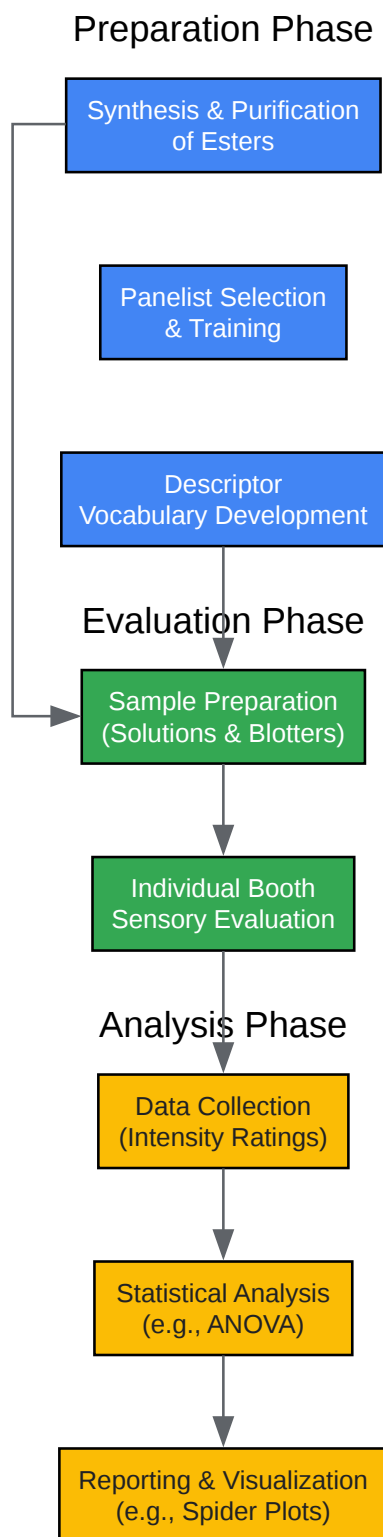 Preparation Phase
Synthesis & Purification
of Esters
Panelist Selection
& Training
Descriptor
Vocabulary Development
Evaluation Phase
Sample Preparation
(Solutions & Blotters)
Individual Booth
Sensory Evaluation
Analysis Phase
Data Collection
(Intensity Ratings)
Statistical Analysis
(e.g., ANOVA)
Reporting & Visualization
(e.g., Spider Plots)